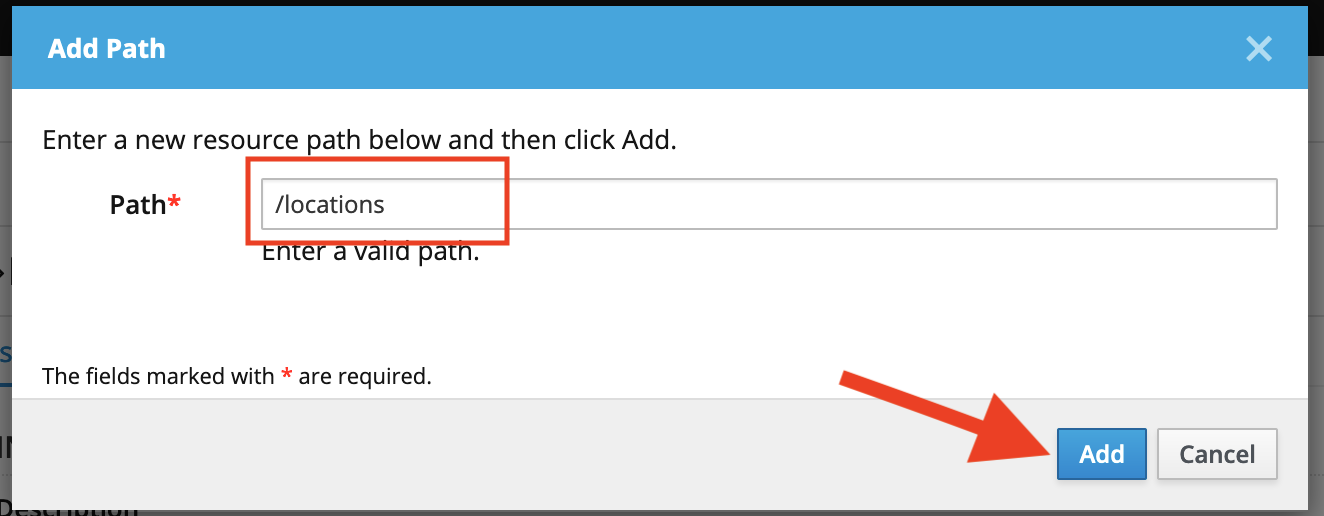 Add Path
Enter a new resource path below and then click Add.
Path*
/locations
Enter a valid path.
The fields marked with * are required.
Add
Cancel
Description